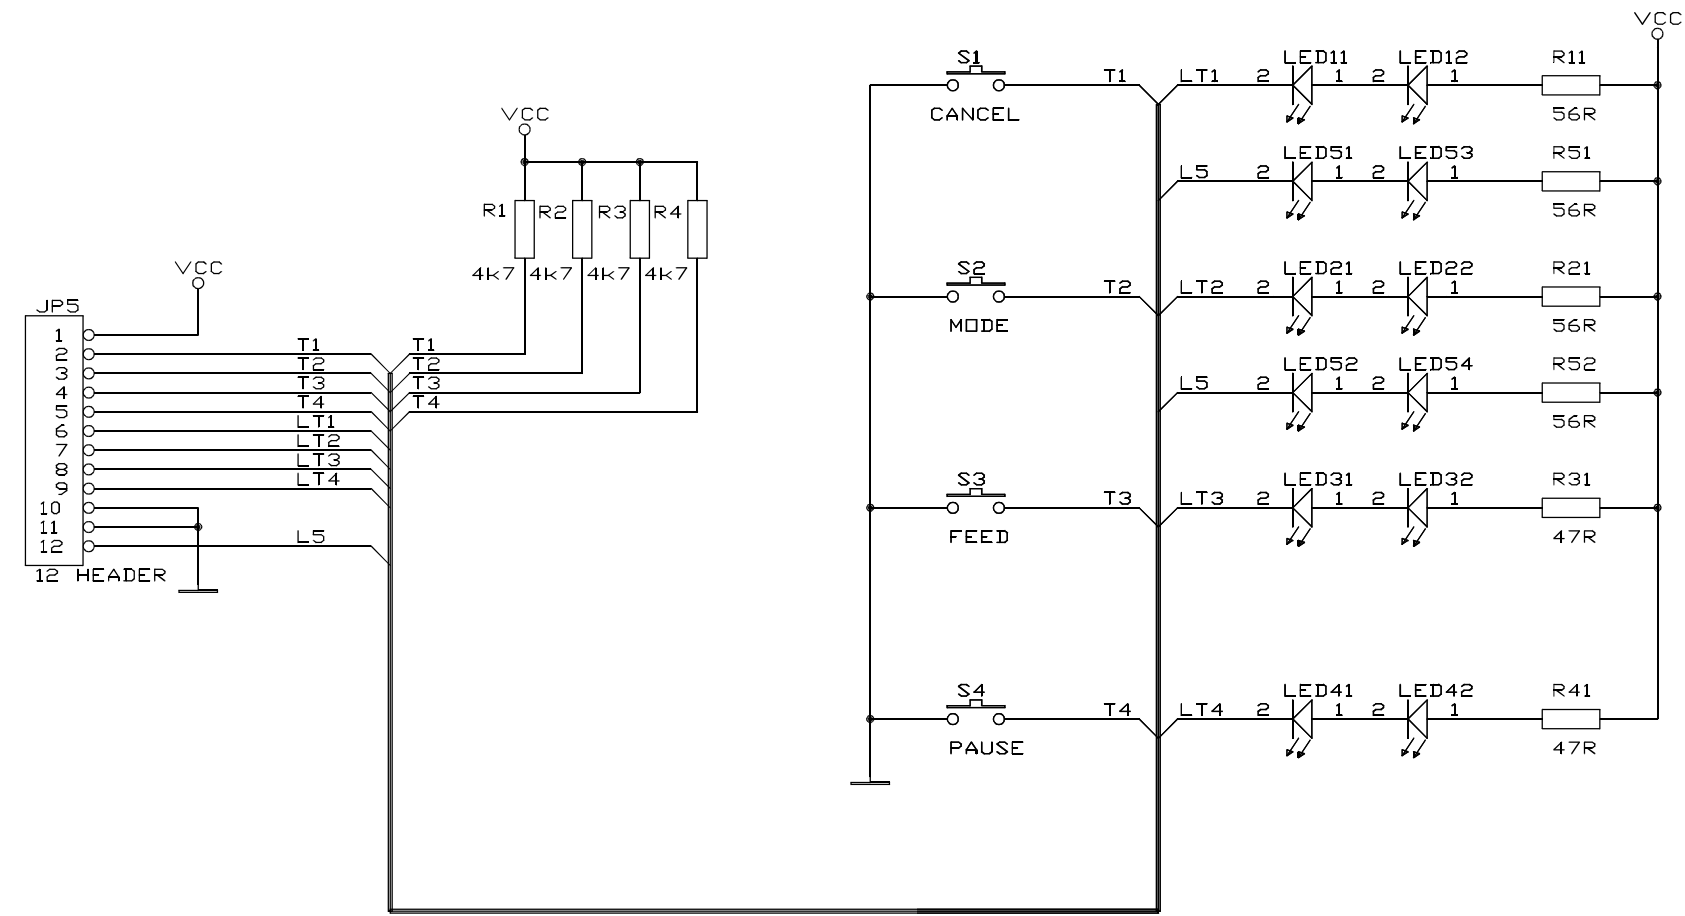 VCC
S1
LED11
LED12
R11
T1
LT1
2
1
2
1
CANCEL
56R
VCC
LED51
LED53
R51
L5
2
1
2
1
56R
R1
R2
R3
R4
4k7
4k7
4k7
4k7
VCC
S2
LED21
LED22
R21
T2
LT2
2
1
2
1
MODE
56R
JP5
1
2
3
4
5
6
7
8
9
10
11
12
12 HEADER
T1
T2
T3
T4
LT1
LT2
LT3
LT4
L5
T1
T2
T3
T4
LED52
LED54
R52
L5
2
1
2
1
56R
S3
LED31
LED32
R31
T3
LT3
2
1
2
1
FEED
47R
S4
LED41
LED42
R41
T4
LT4
2
1
2
1
PAUSE
47R